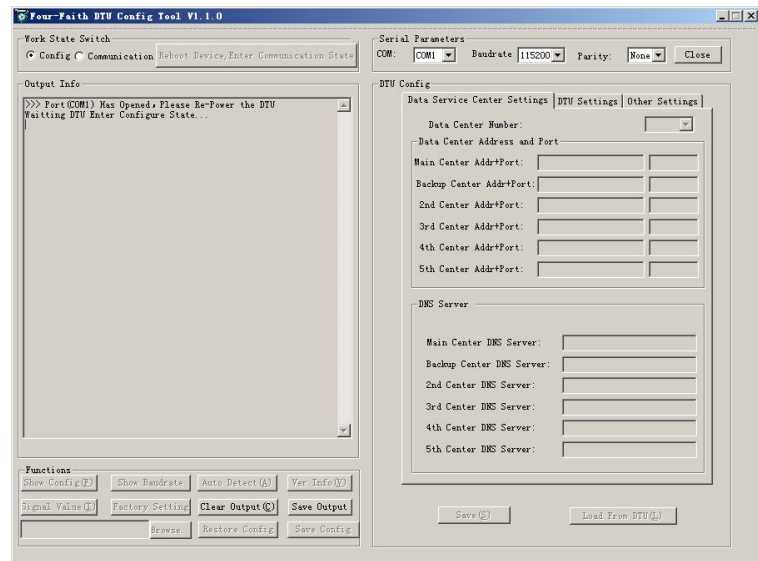 Four-Faith DTU Config Tool V1.1.0
Work State Switch
Config Communication Reboot Device,Enter Communication State
Serial Parameters
COM: COM1 Baudrate 115200 Parity: None Close
Output Info
>>> Port(COM1) Has Opened, Please Re-Power the DTU
Waitting DTU Enter Configure State...
DTU Config
Data Service Center Settings DTU Settings Other Settings
Data Center Number:
Data Center Address and Port
Main Center Addr+Port:
Backup Center Addr+Port:
2nd Center Addr+Port:
3rd Center Addr+Port:
4th Center Addr+Port:
5th Center Addr+Port:
DNS Server
Main Center DNS Server:
Backup Center DNS Server:
2nd Center DNS Server:
3rd Center DNS Server:
4th Center DNS Server:
5th Center DNS Server:
Save(S) Load From DTU(L)
Functions
Show Config(P) Show Baudrate Auto Detect(A) Ver Info(V)
Signal Value(I) Factory Setting Clear Output(C) Save Output
Browse.. Restore Config Save Config